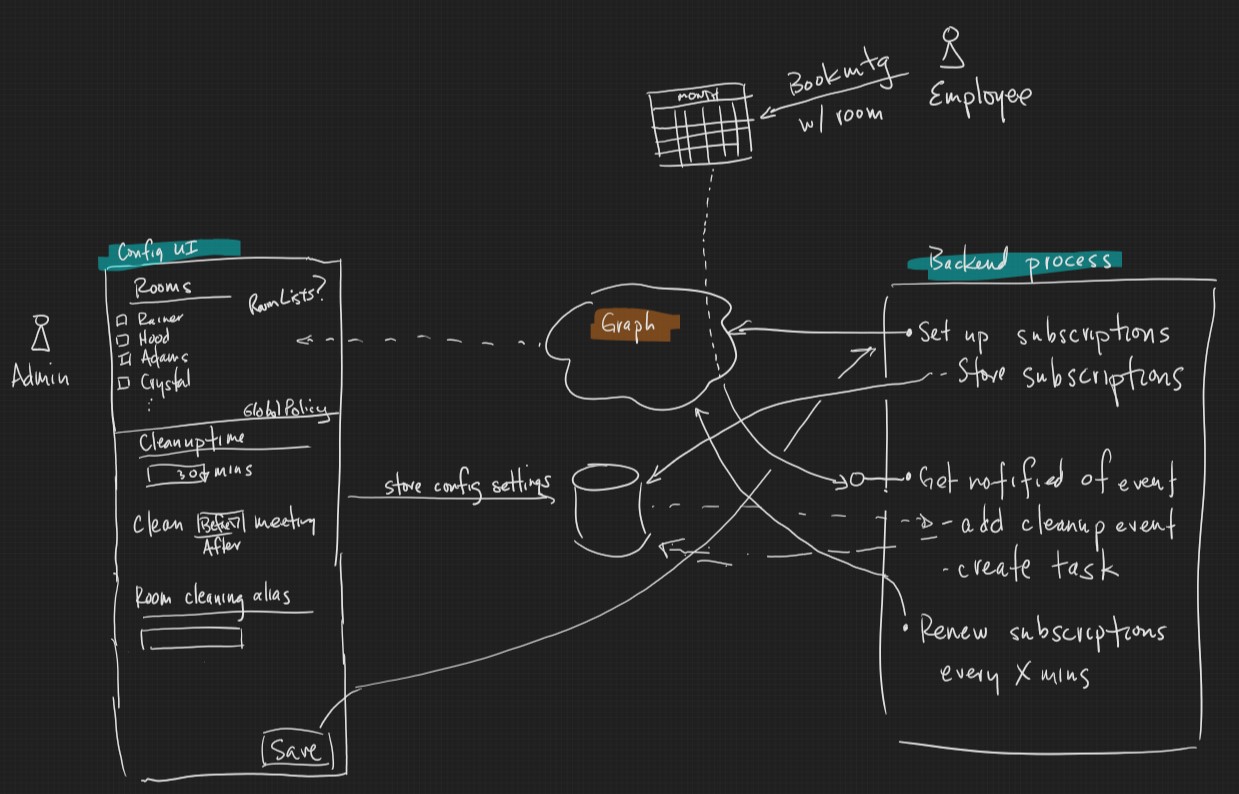 Employee
Book mtg
w/ room
MONTH
Config UI
Rooms
RoomLists?
Rainer
Hood
Adams
Crystal
Global Policy
Cleanup time
30 mins
Clean Before meeting
After
Room cleaning alias
Save
Admin
Graph
store config settings
Backend process
• Set up subscriptions
- Store subscriptions
• Get notified of event
- add cleanup event
- create task
• Renew subscriptions
every X mins